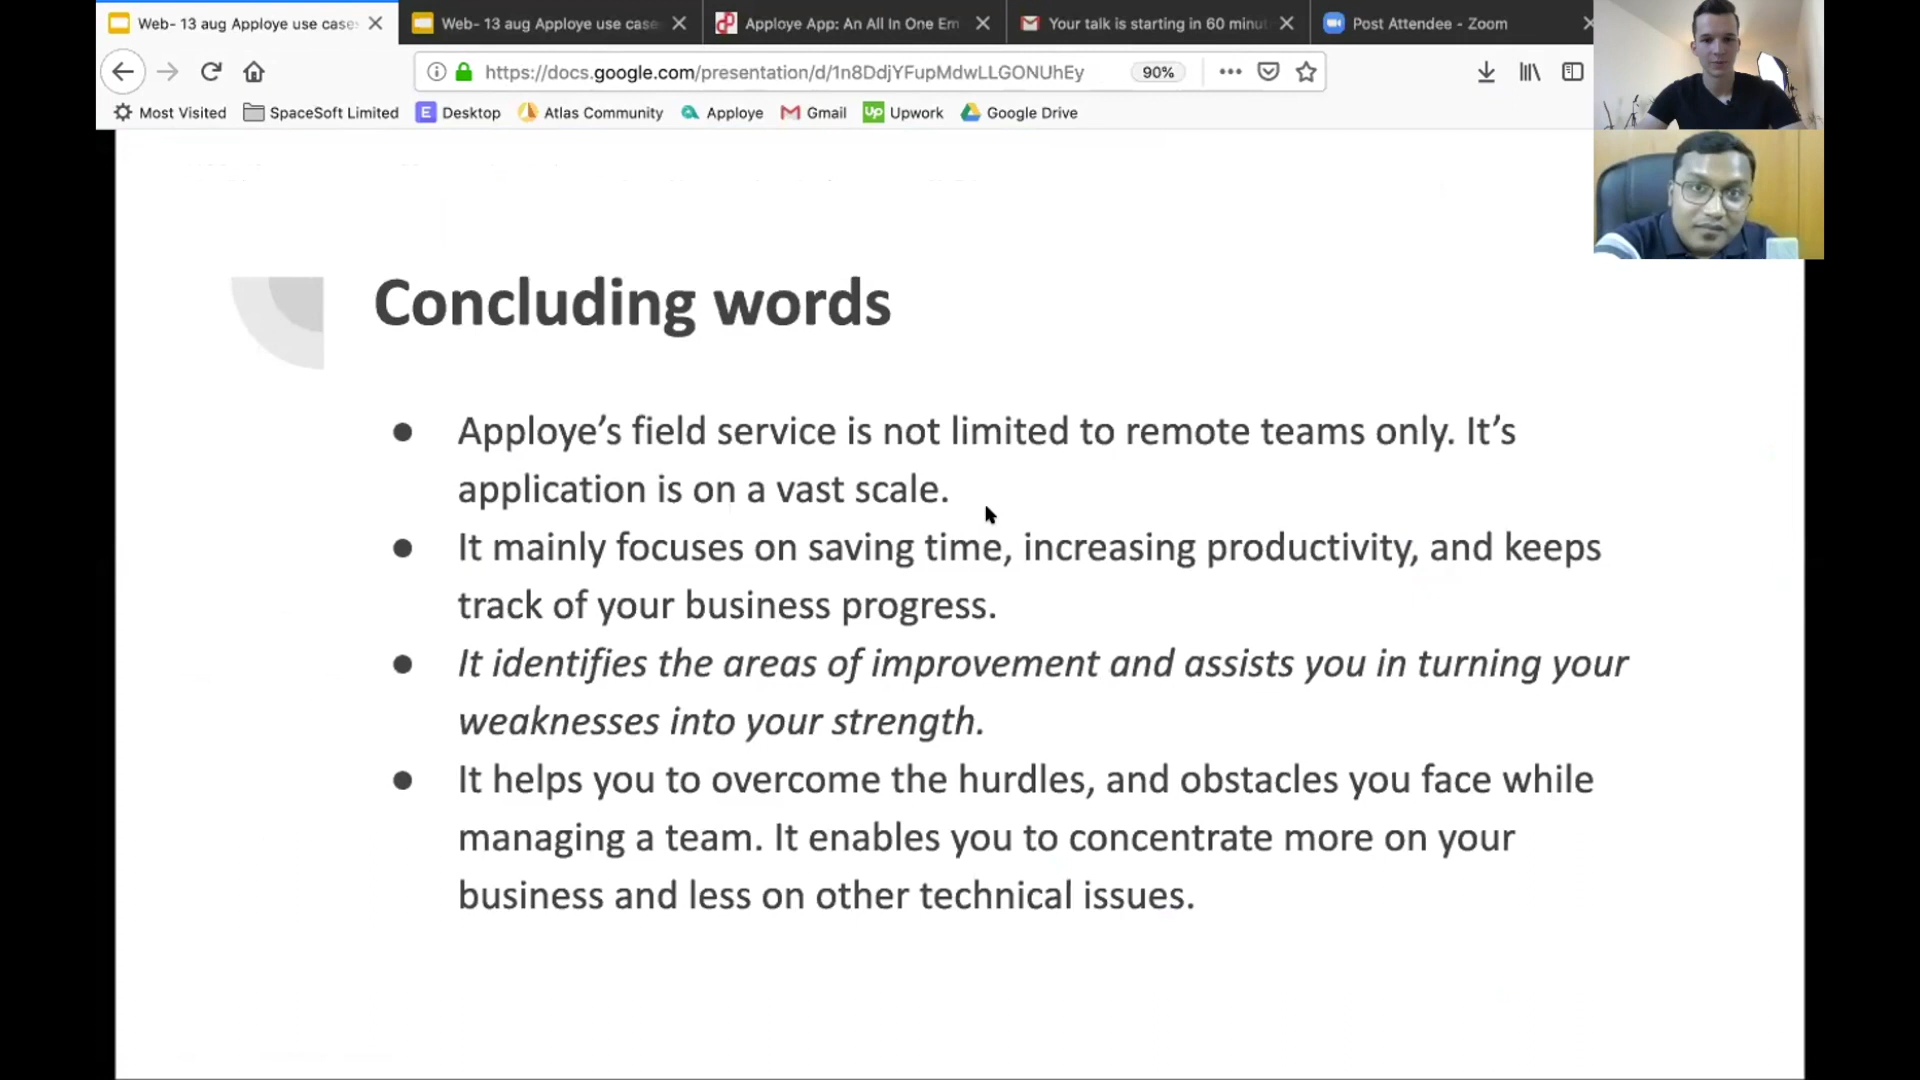 Web- 13 aug Apploye use case
Web- 13 aug Apploye use case
Apploye App: An All In One Em
Your talk is starting in 60 minut
Post Attendee - Zoom
https://docs.google.com/presentation/d/1n8DdjYFupMdwLLGONUhEy
90%
Most Visited
SpaceSoft Limited
Desktop
Atlas Community
Apploye
Gmail
Up Upwork
Google Drive
Concluding words
● Apploye’s field service is not limited to remote teams only. It’s
application is on a vast scale.
● It mainly focuses on saving time, increasing productivity, and keeps
track of your business progress.
● It identifies the areas of improvement and assists you in turning your
weaknesses into your strength.
● It helps you to overcome the hurdles, and obstacles you face while
managing a team. It enables you to concentrate more on your
business and less on other technical issues.